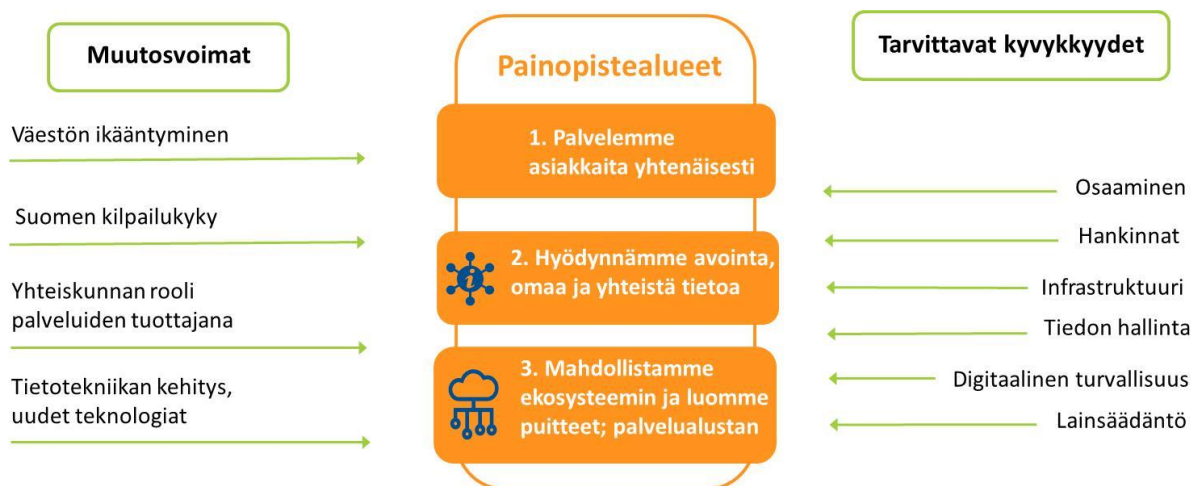 Muutosvoimat
Väestön ikääntyminen
Suomen kilpailukyky
Yhteiskunnan rooli
palveluiden tuottajana
Tietotekniikan kehitys,
uudet teknologiat
Painopistealueet
1. Palvelemme
asiakkaita yhtenäisesti
2. Hyödynnämme avointa,
omaa ja yhteistä tietoa
3. Mahdollistamme
ekosysteemin ja luomme
puitteet; palvelualustan
Tarvittavat kyvykkyydet
Osaaminen
Hankinnat
Infrastruktuuri
Tiedon hallinta
Digitaalinen turvallisuus
Lainsäädäntö